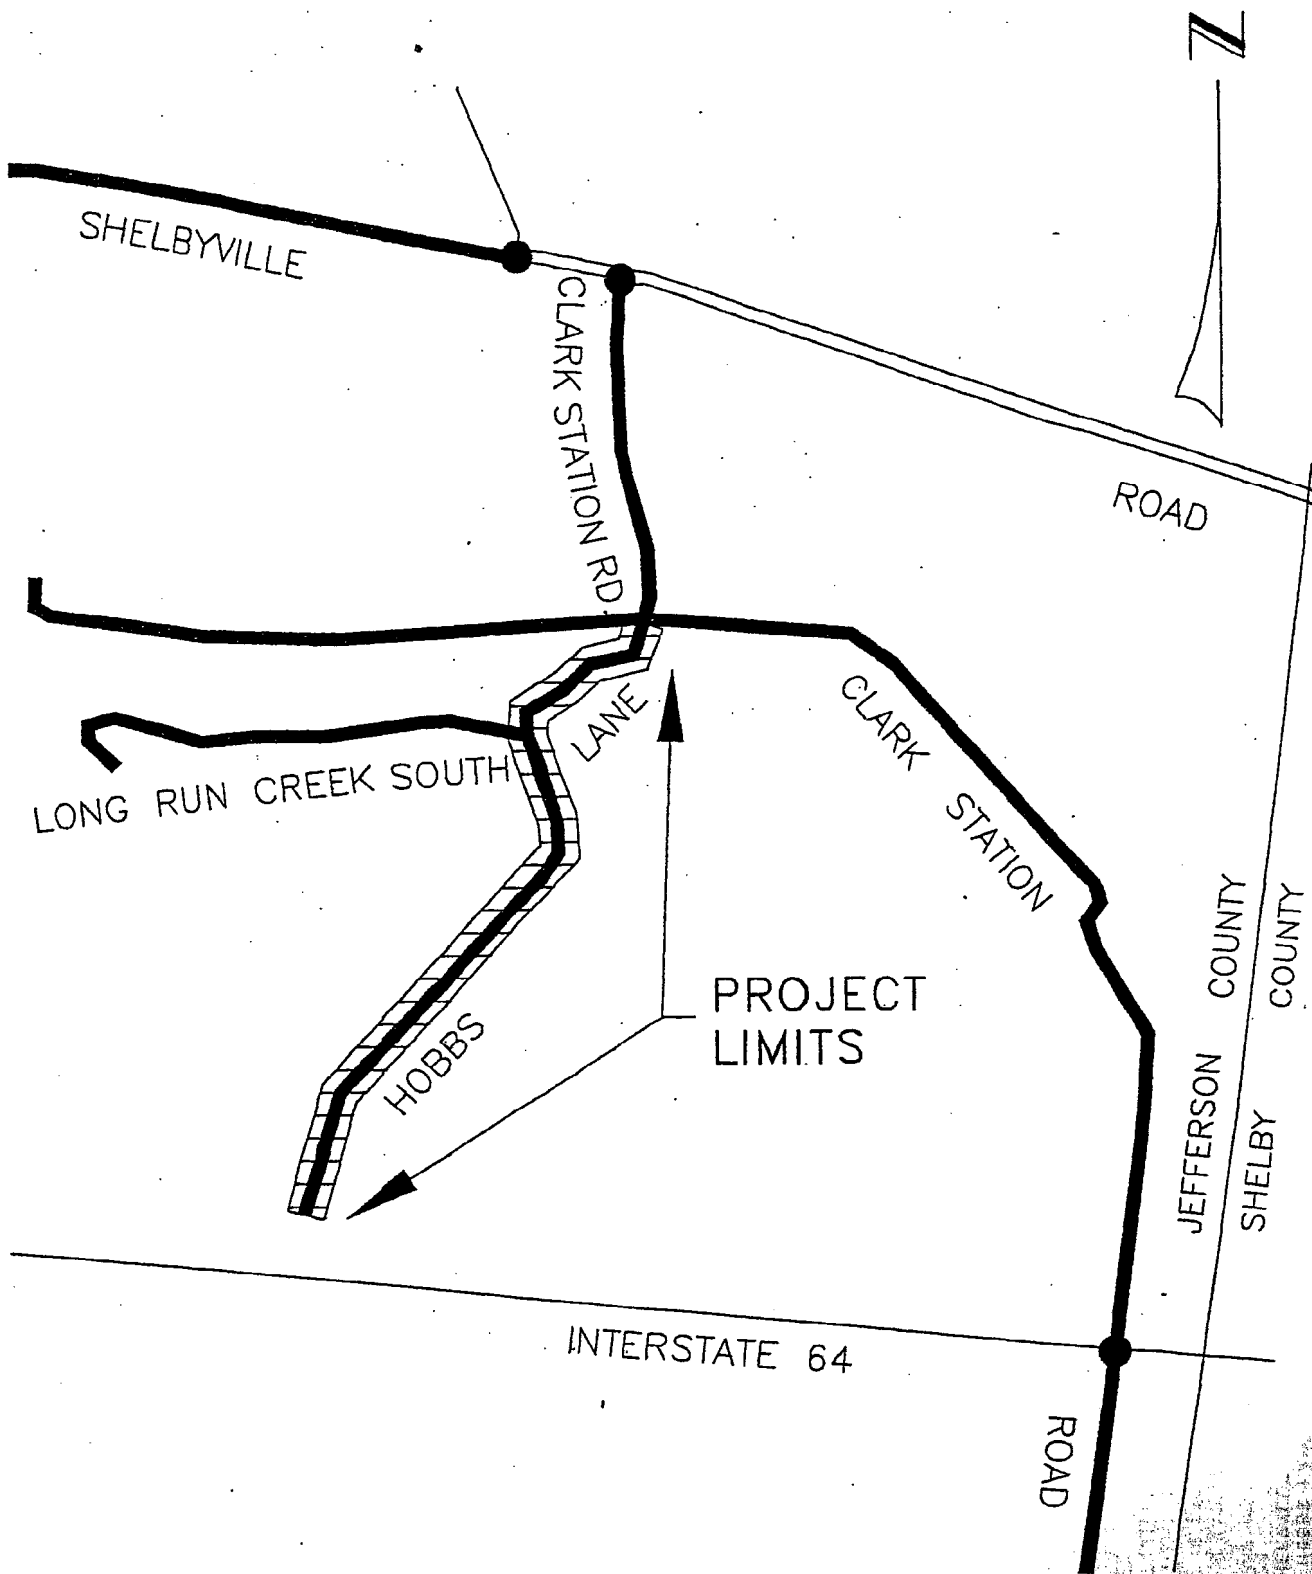 N
SHELBYVILLE
ROAD
CLARK STATION RD.
LANE
CLARK STATION
LONG RUN CREEK SOUTH
HOBBS
PROJECT
LIMITS
JEFFERSON COUNTY
SHELBY COUNTY
INTERSTATE 64
ROAD